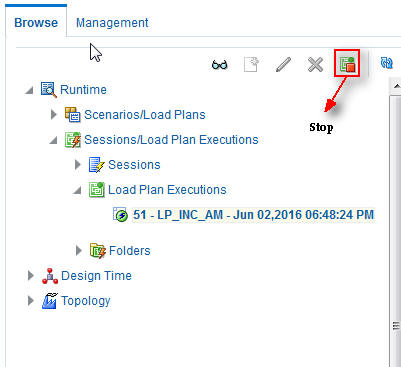 Browse Management
Stop
Runtime
Scenarios/Load Plans
Sessions/Load Plan Executions
Sessions
Load Plan Executions
51 - LP_INC_AM - Jun 02,2016 06:48:24 PM
Folders
Design Time
Topology